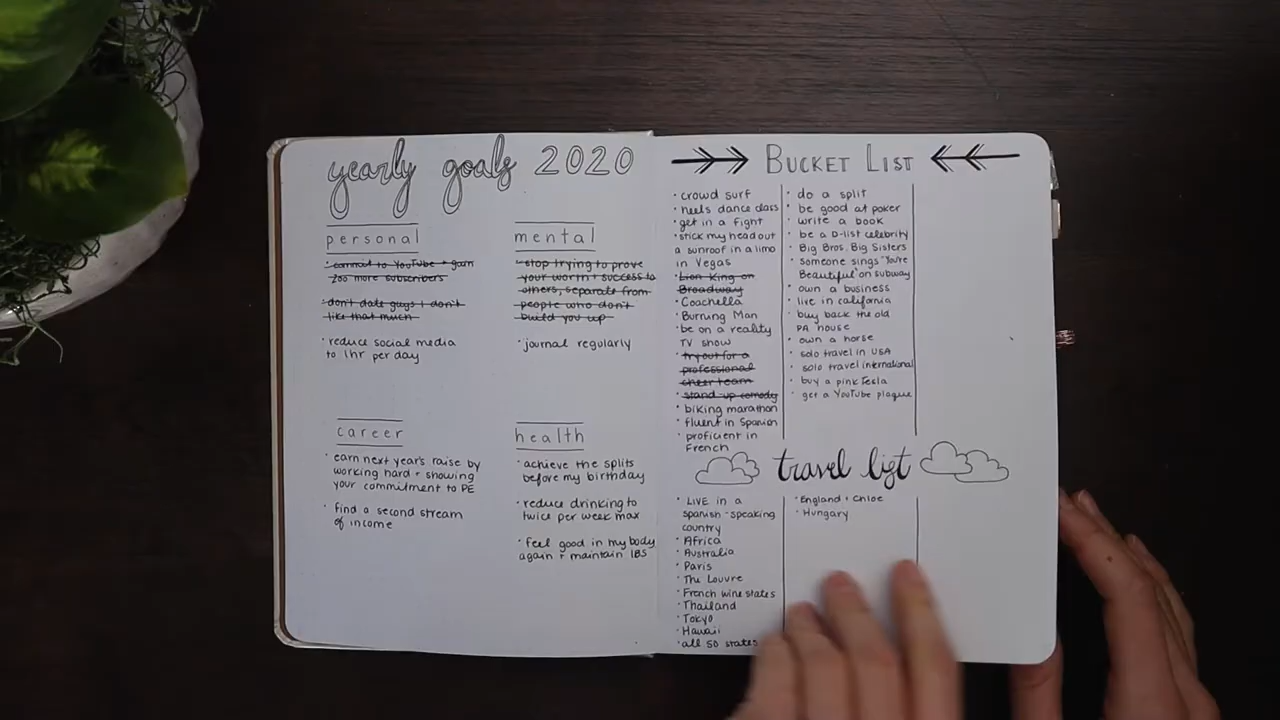 yearly goals 2020
personal
· commit to YouTube + gain
200 more subscribers
· don't date guys I don't
like that much
· reduce social media
to 1hr per day
mental
· stop trying to prove
your worth + success to
others, separate from
people who don't
build you up
· journal regularly
career
· earn next year's raise by
working hard + showing
your commitment to PE
· find a second stream
of income
health
· achieve the splits
before my birthday
· reduce drinking to
twice per week max
· feel good in my body
again + maintain IBS
BUCKET LIST
· crowd surf
· heels dance class
· get in a fight
· stick my head out
a sunroof in a limo
in Vegas
· Lion King on
Broadway
· Coachella
· Burning Man
· be on a reality
TV show
· try out for a
professional
cheer team
· stand up comedy
· biking marathon
· fluent in Spanish
· proficient in
French
· do a split
· be good at poker
· write a book
· be a D-list celebrity
· Big Bros. Big Sisters
· someone sings "You're
Beautiful" on subway
· own a business
· live in california
· buy back the old
PA house
· own a horse
· solo travel in USA
· solo travel international
· buy a pink Tesla
· get a YouTube plaque
travel list
· LIVE in a
spanish-speaking
country
· Africa
· Australia
· Paris
· The Louvre
· French wine states
· Thailand
· Tokyo
· Hawaii
· all 50 states
· England + Chloe
· Hungary